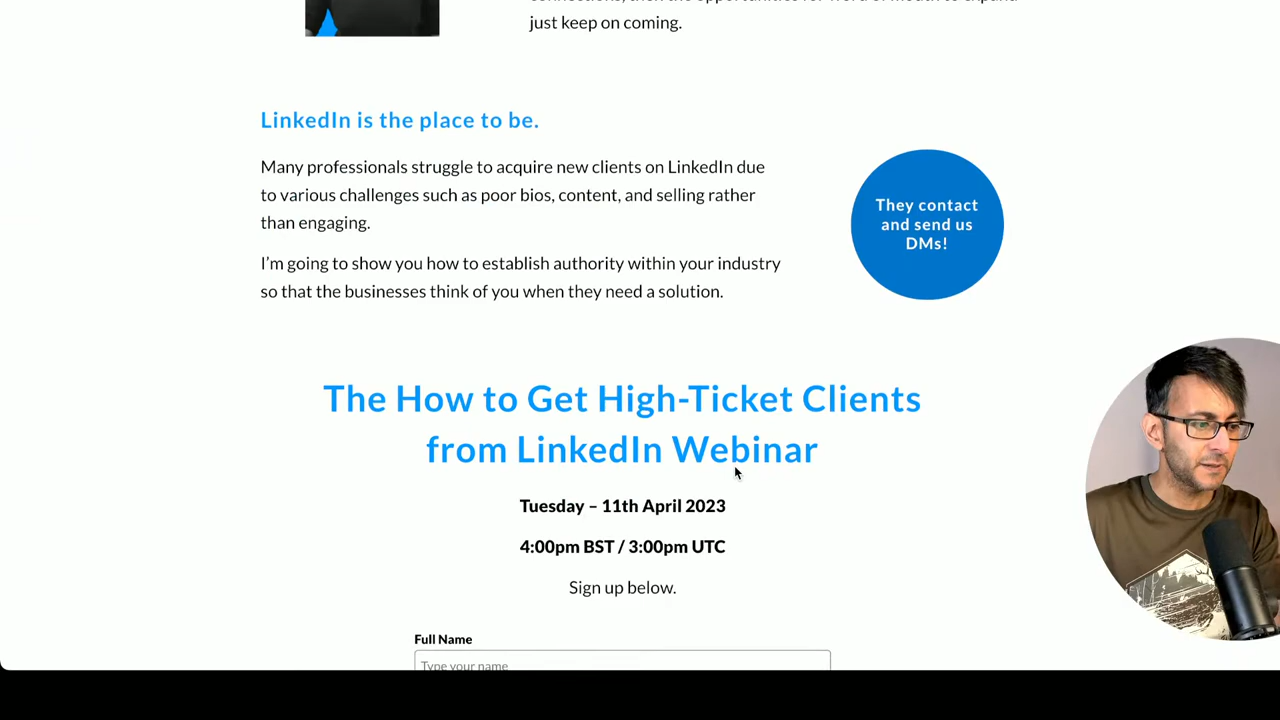 just keep on coming.
LinkedIn is the place to be.
Many professionals struggle to acquire new clients on LinkedIn due
to various challenges such as poor bios, content, and selling rather
than engaging.
I'm going to show you how to establish authority within your industry
so that the businesses think of you when they need a solution.
They contact
and send us
DMs!
The How to Get High-Ticket Clients
from LinkedIn Webinar
Tuesday – 11th April 2023
4:00pm BST / 3:00pm UTC
Sign up below.
Full Name
Type your name